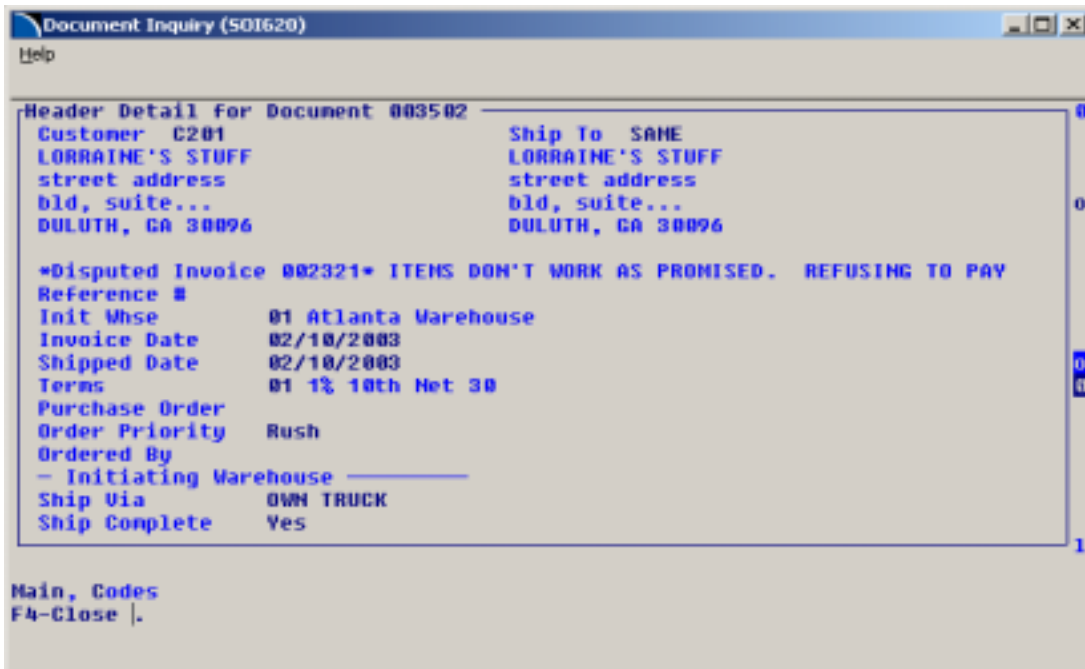 Document Inquiry (SOI620)
Help
Header Detail for Document 003502
Customer C201 Ship To SAME
LORRAINE'S STUFF LORRAINE'S STUFF
street address street address
bld, suite... bld, suite...
DULUTH, GA 30096 DULUTH, GA 30096
*Disputed Invoice 002321* ITEMS DON'T WORK AS PROMISED. REFUSING TO PAY
Reference #
Init Whse 01 Atlanta Warehouse
Invoice Date 02/10/2003
Shipped Date 02/10/2003
Terms 01 1% 10th Net 30
Purchase Order
Order Priority Rush
Ordered By
Initiating Warehouse
Ship Via OWN TRUCK
Ship Complete Yes
Main, Codes
F4-Close .